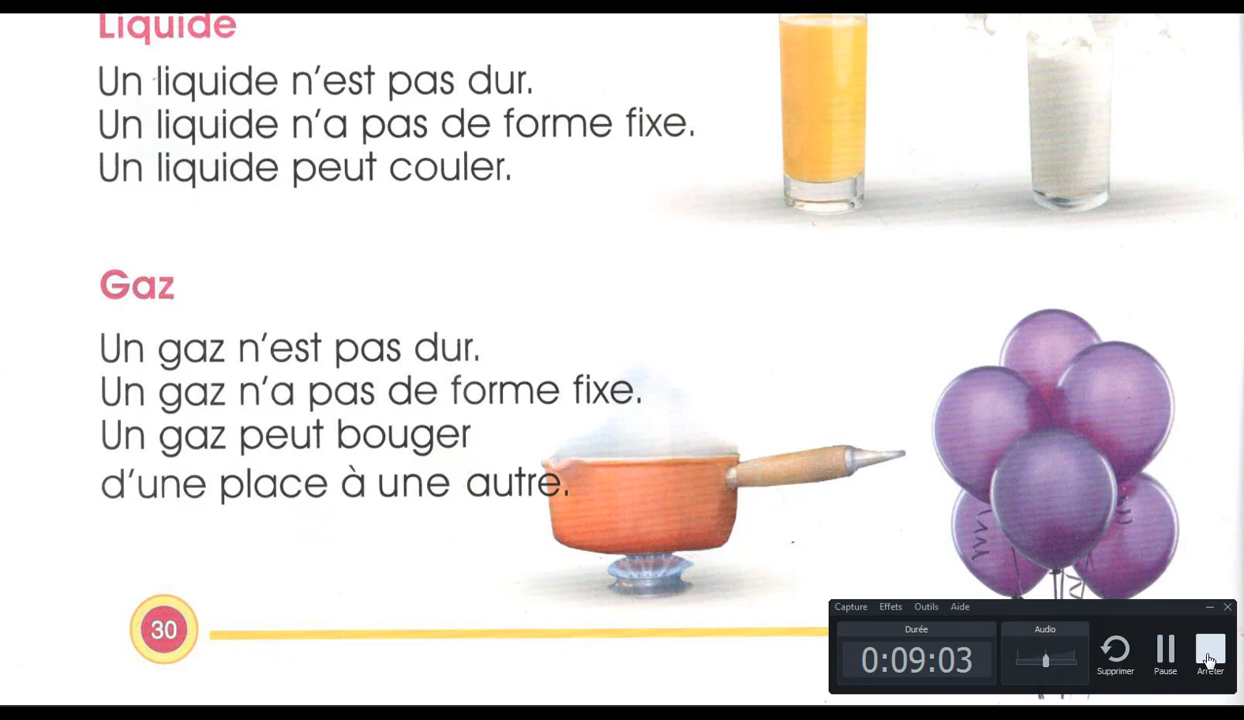 Liquide
Un liquide n'est pas dur.
Un liquide n'a pas de forme fixe.
Un liquide peut couler.
Gaz
Un gaz n'est pas dur.
Un gaz n'a pas de forme fixe.
Un gaz peut bouger
d'une place à une autre.
30
Capture Effets Outils Aide
Durée
Audio
0:09:03
Supprimer
Pause
Arrêter